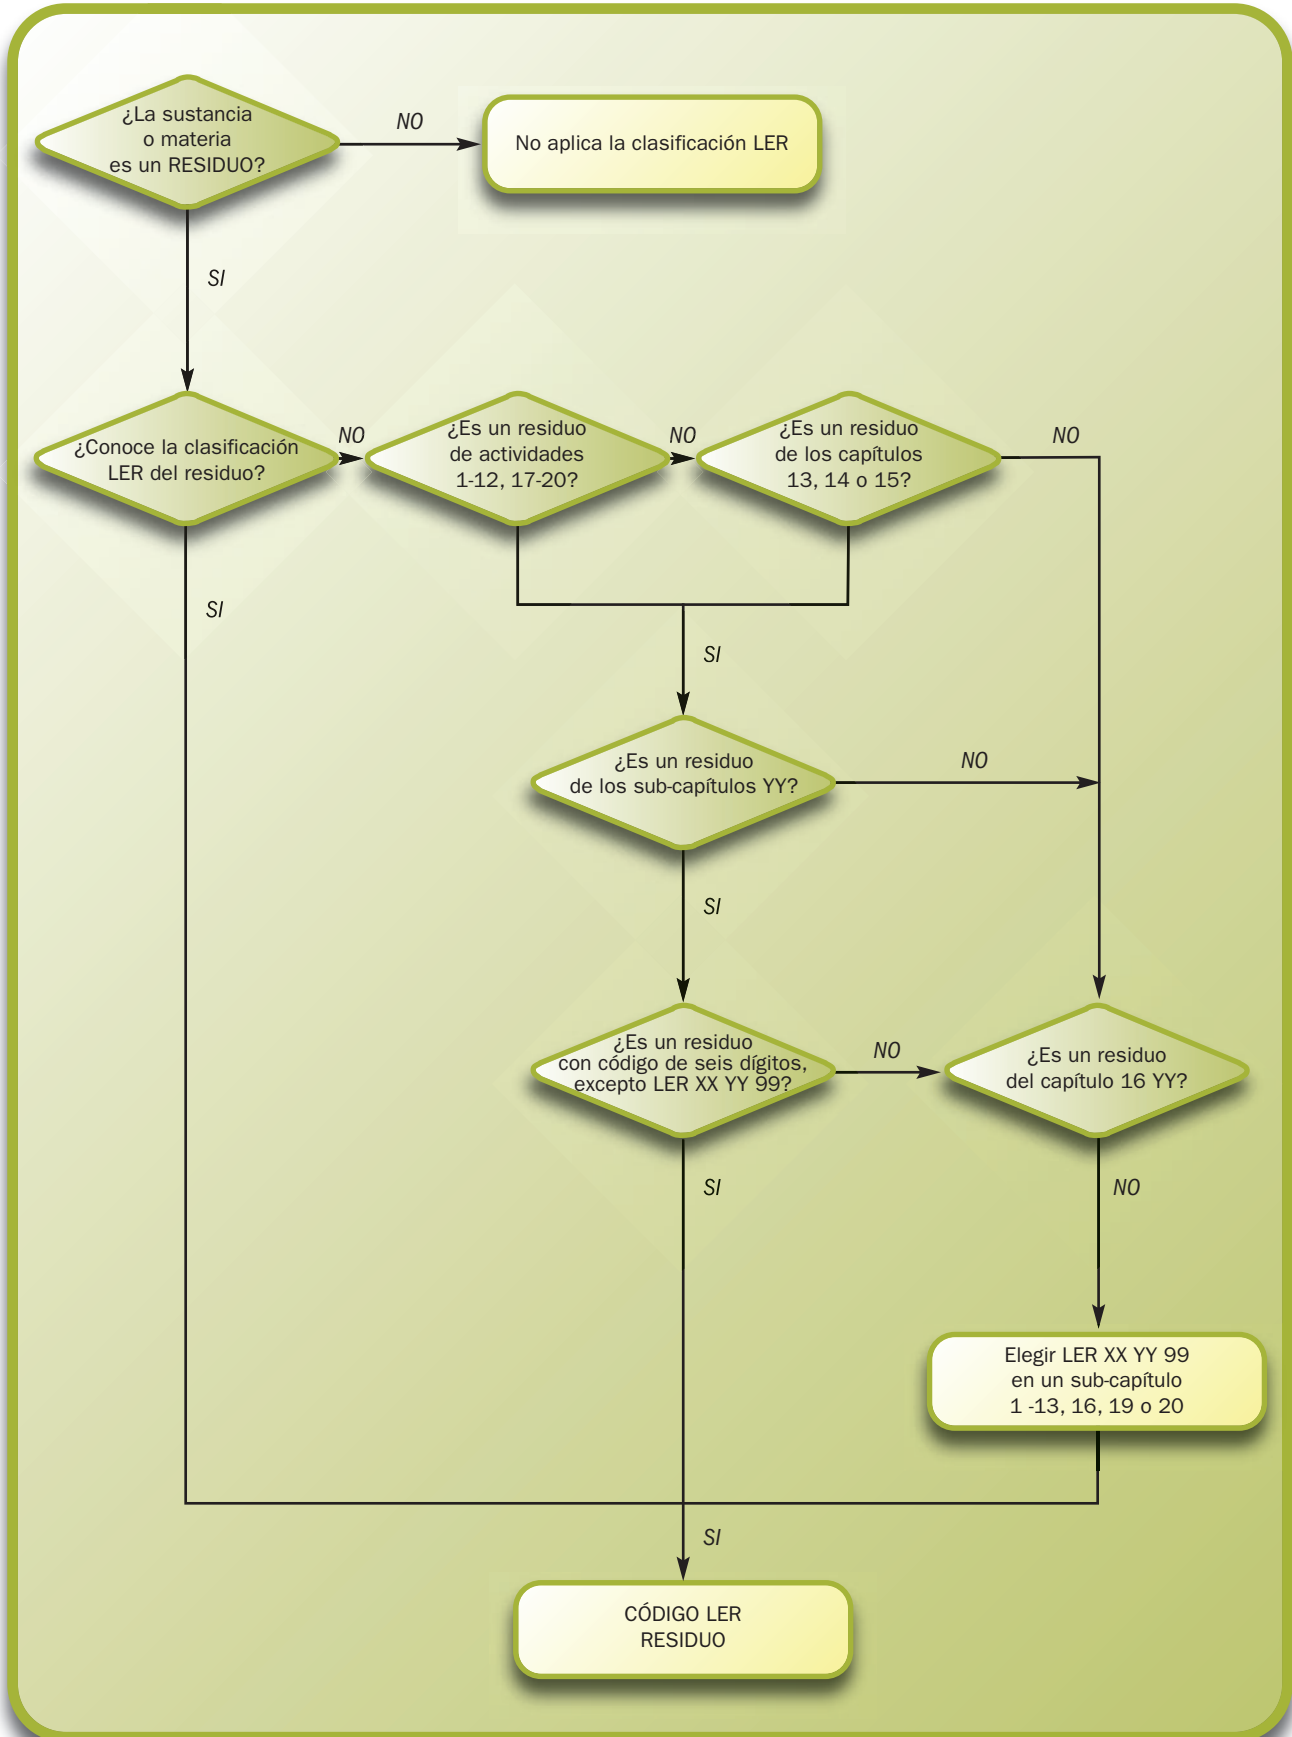 ¿La sustancia
o materia
es un RESIDUO?
NO
No aplica la clasificación LER
SI
¿Conoce la clasificación
LER del residuo?
NO
¿Es un residuo
de actividades
1-12, 17-20?
NO
¿Es un residuo
de los capítulos
13, 14 o 15?
NO
SI
SI
¿Es un residuo
de los sub-capítulos YY?
NO
SI
¿Es un residuo
con código de seis dígitos,
excepto LER XX YY 99?
NO
¿Es un residuo
del capítulo 16 YY?
SI
NO
Elegir LER XX YY 99
en un sub-capítulo
1 -13, 16, 19 o 20
SI
CÓDIGO LER
RESIDUO